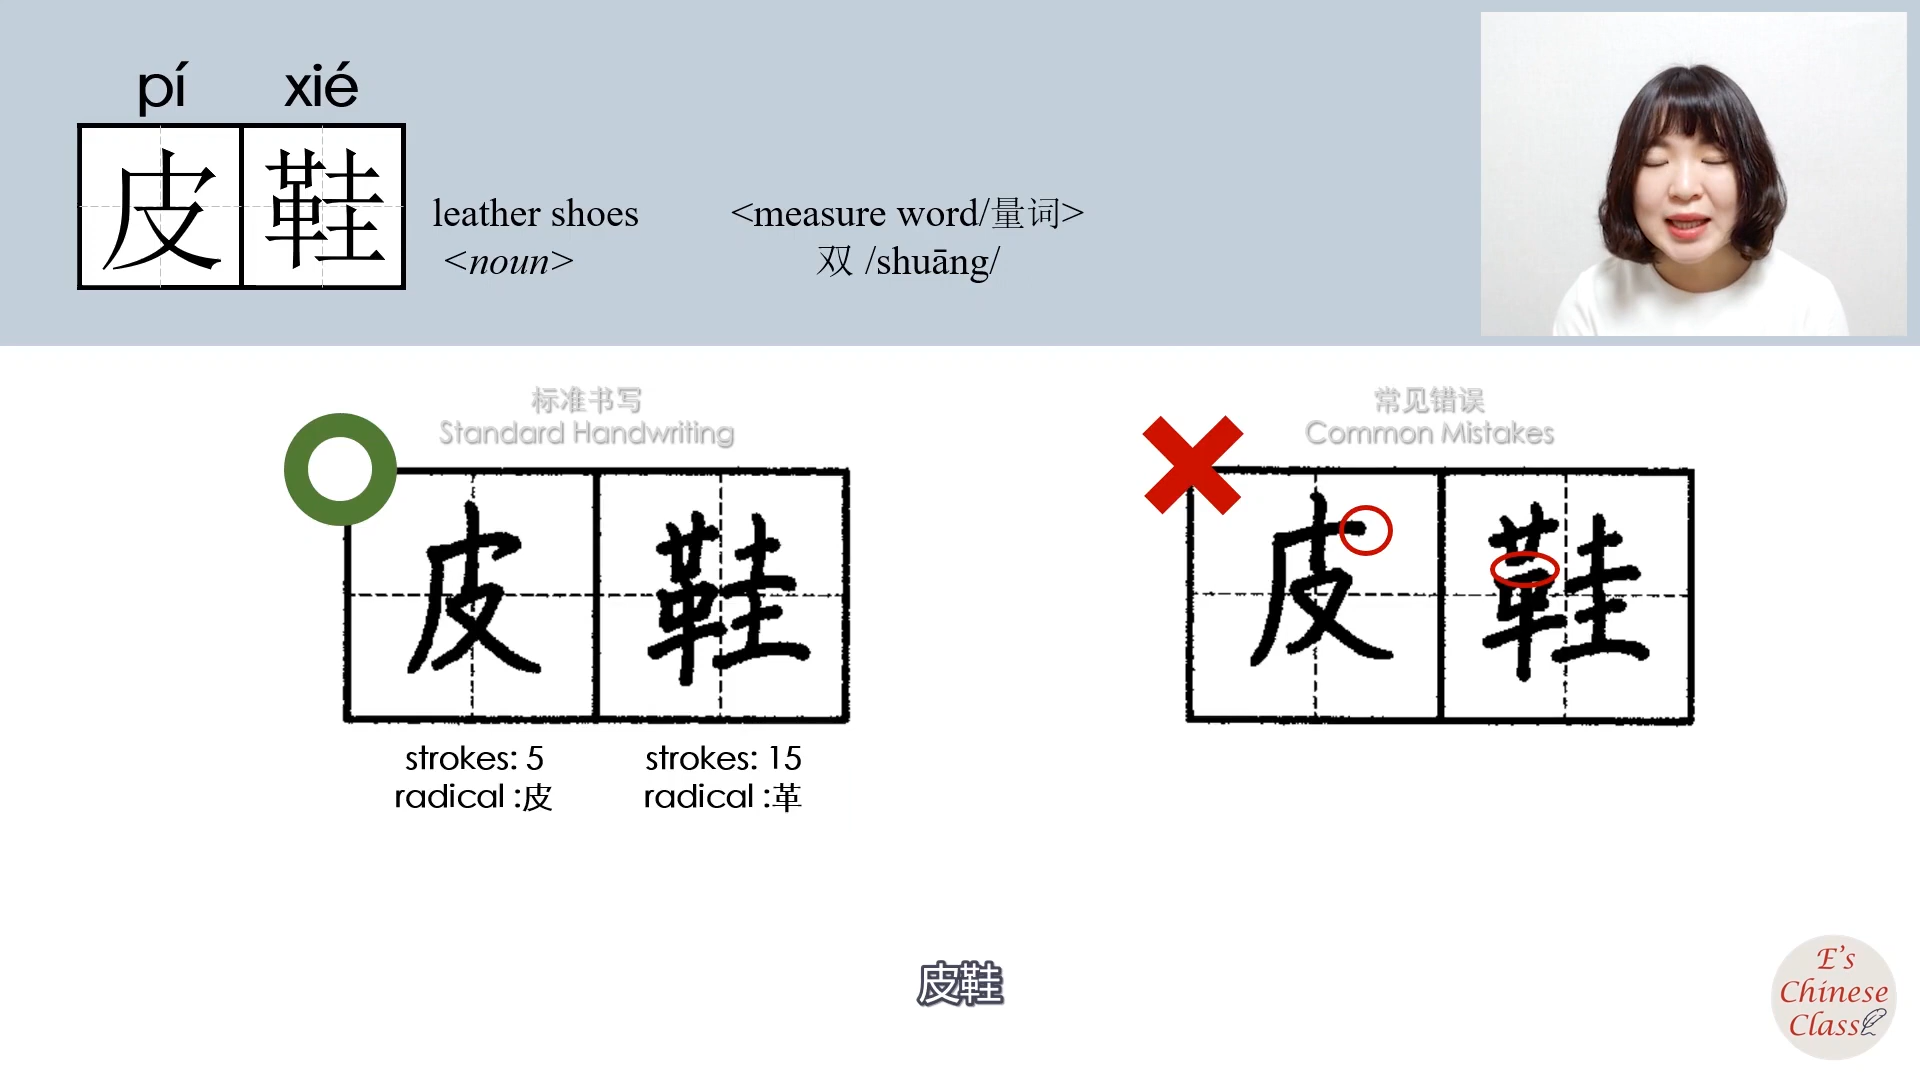 pí xié
皮鞋
leather shoes
<noun>
<measure word/量词>
双 /shuāng/
标准书写
Standard Handwriting
皮鞋
strokes: 5
radical :皮
strokes: 15
radical :革
常见错误
Common Mistakes
皮鞋
皮鞋
E's
Chinese
Class